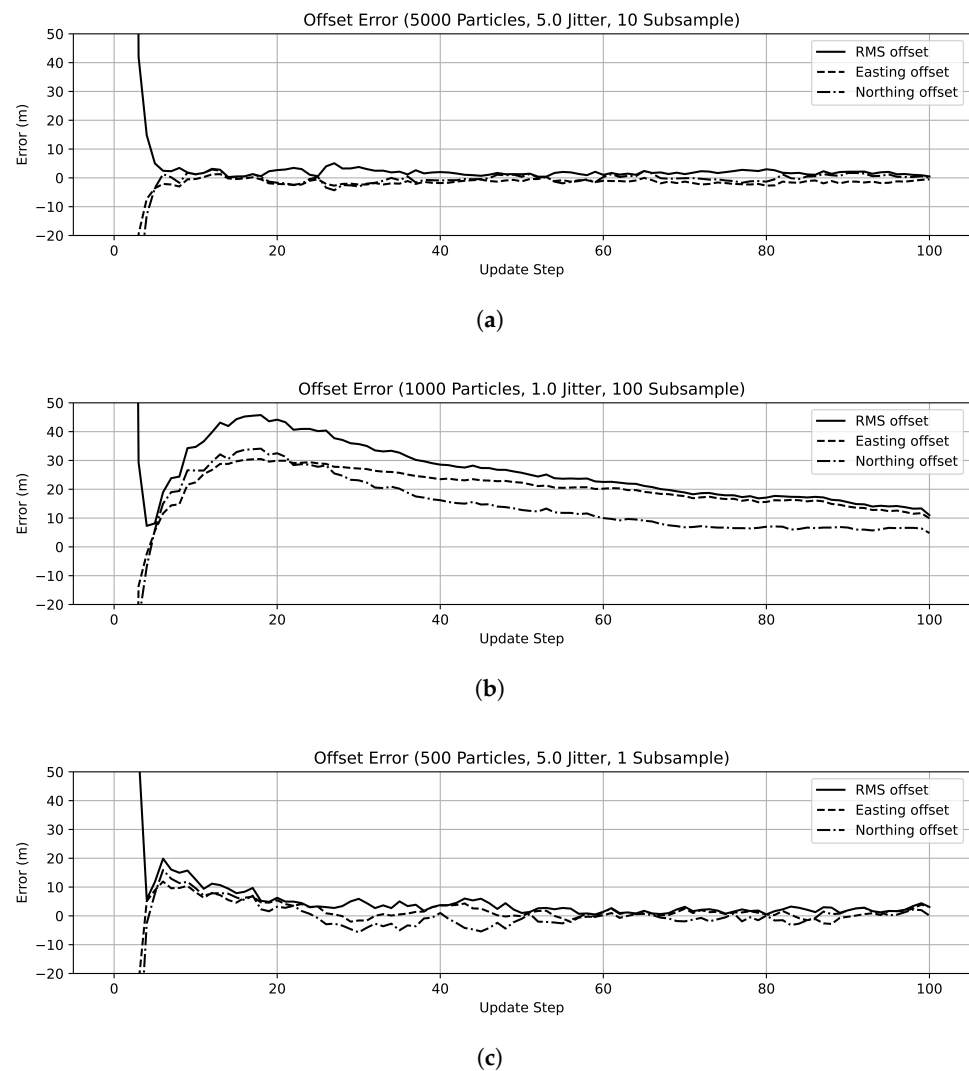 Offset Error (5000 Particles, 5.0 Jitter, 10 Subsample)
50
40
30
20
10
0
−10
−20
Error (m)
RMS offset
Easting offset
Northing offset
0 20 40 60 80 100
Update Step
(a)
Offset Error (1000 Particles, 1.0 Jitter, 100 Subsample)
50
40
30
20
10
0
−10
−20
Error (m)
RMS offset
Easting offset
Northing offset
0 20 40 60 80 100
Update Step
(b)
Offset Error (500 Particles, 5.0 Jitter, 1 Subsample)
50
40
30
20
10
0
−10
−20
Error (m)
RMS offset
Easting offset
Northing offset
0 20 40 60 80 100
Update Step
(c)